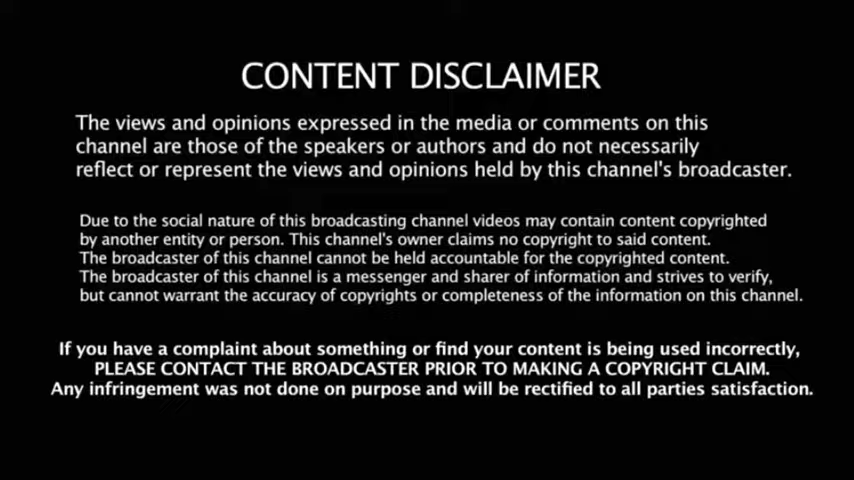 CONTENT DISCLAIMER
The views and opinions expressed in the media or comments on this
channel are those of the speakers or authors and do not necessarily
reflect or represent the views and opinions held by this channel's broadcaster.
Due to the social nature of this broadcasting channel videos may contain content copyrighted
by another entity or person. This channel's owner claims no copyright to said content.
The broadcaster of this channel cannot be held accountable for the copyrighted content.
The broadcaster of this channel is a messenger and sharer of information and strives to verify,
but cannot warrant the accuracy of copyrights or completeness of the information on this channel.
If you have a complaint about something or find your content is being used incorrectly,
PLEASE CONTACT THE BROADCASTER PRIOR TO MAKING A COPYRIGHT CLAIM.
Any infringement was not done on purpose and will be rectified to all parties satisfaction.